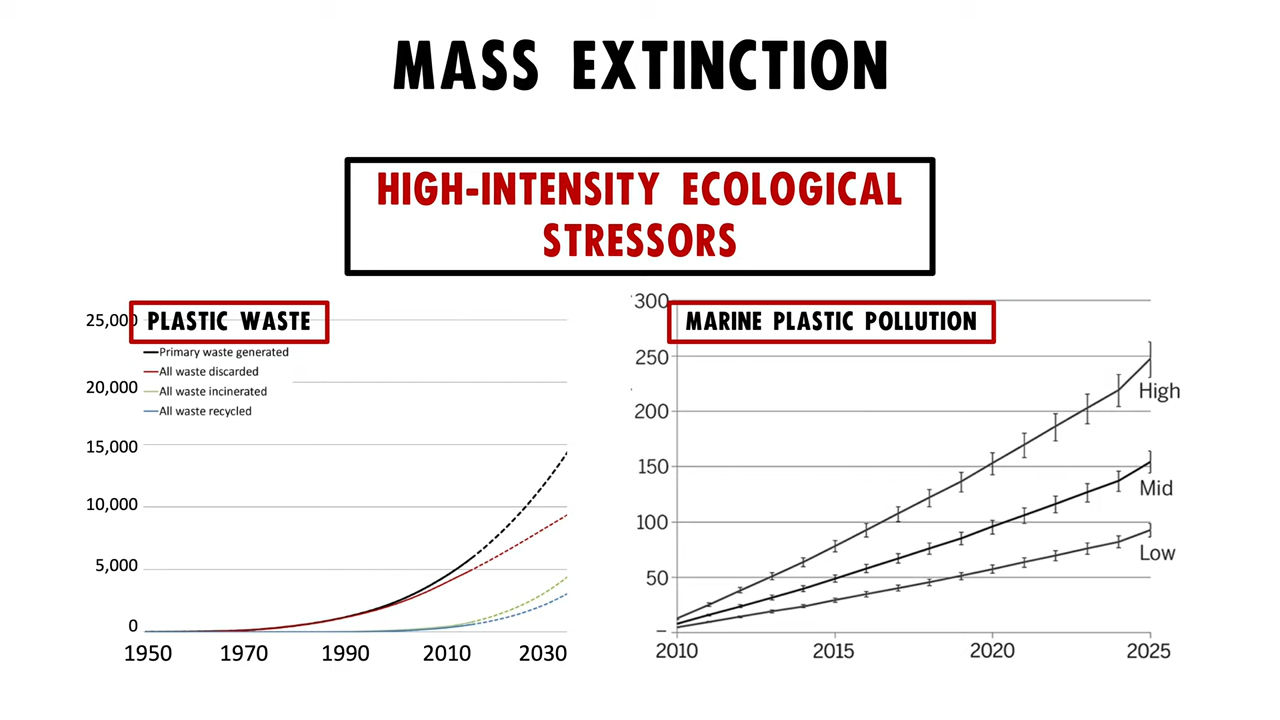 MASS EXTINCTION
HIGH-INTENSITY ECOLOGICAL
STRESSORS
PLASTIC WASTE
25,000
Primary waste generated
All waste discarded
20,000
All waste incinerated
All waste recycled
15,000
10,000
5,000
0
1950 1970 1990 2010 2030
MARINE PLASTIC POLLUTION
300
250
High
200
150
Mid
100
Low
50
–
2010 2015 2020 2025